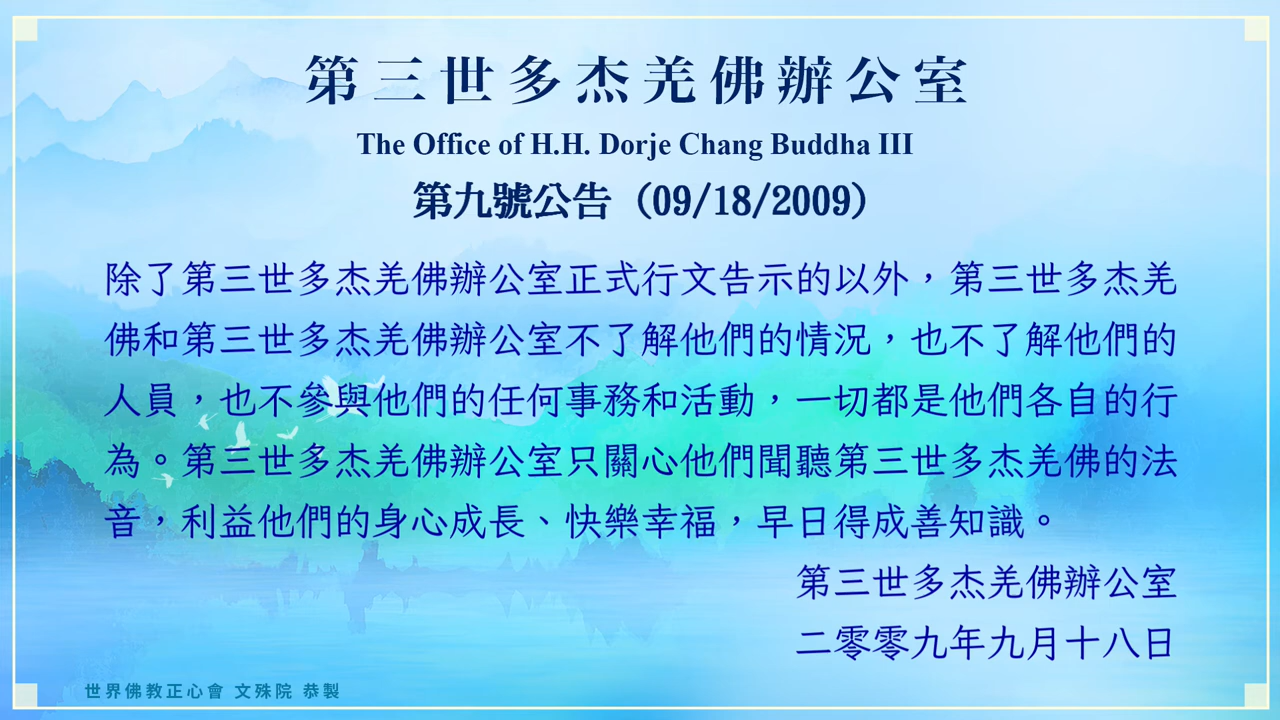 第三世多杰羌佛辦公室
The Office of H.H. Dorje Chang Buddha III
第九號公告（09/18/2009）
除了第三世多杰羌佛辦公室正式行文告示的以外，第三世多杰羌
佛和第三世多杰羌佛辦公室不了解他們的情況，也不了解他們的
人員，也不參與他們的任何事務和活動，一切都是他們各自的行
為。第三世多杰羌佛辦公室只關心他們聞聽第三世多杰羌佛的法
音，利益他們的身心成長、快樂幸福，早日得成善知識。
第三世多杰羌佛辦公室
二零零九年九月十八日
世界佛教正心會 文殊院 恭製